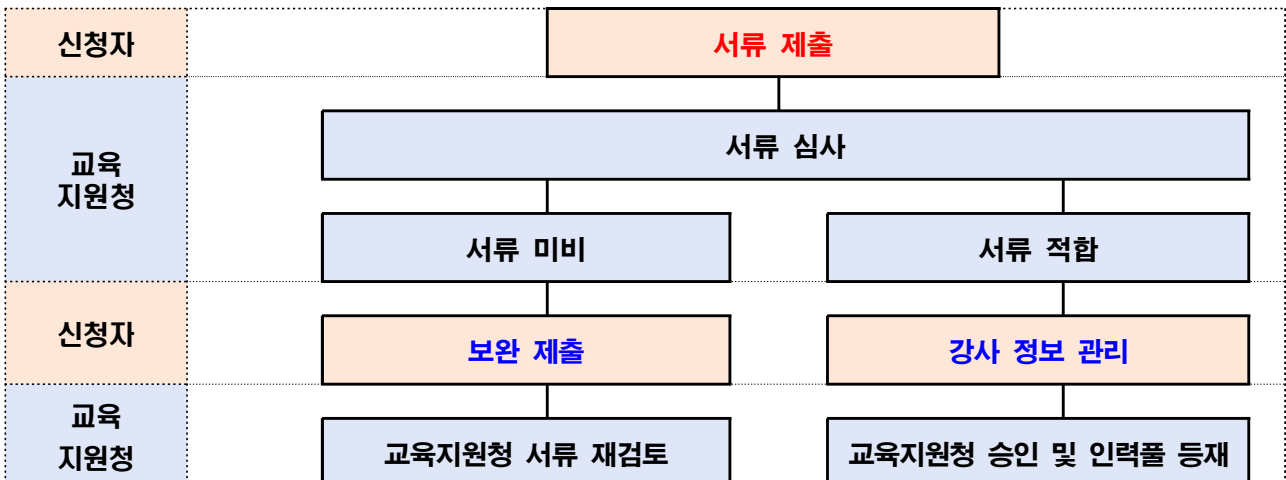 신청자
서류 제출
교육
지원청
서류 심사
서류 미비
서류 적합
신청자
보완 제출
강사 정보 관리
교육
지원청
교육지원청 서류 재검토
교육지원청 승인 및 인력풀 등재